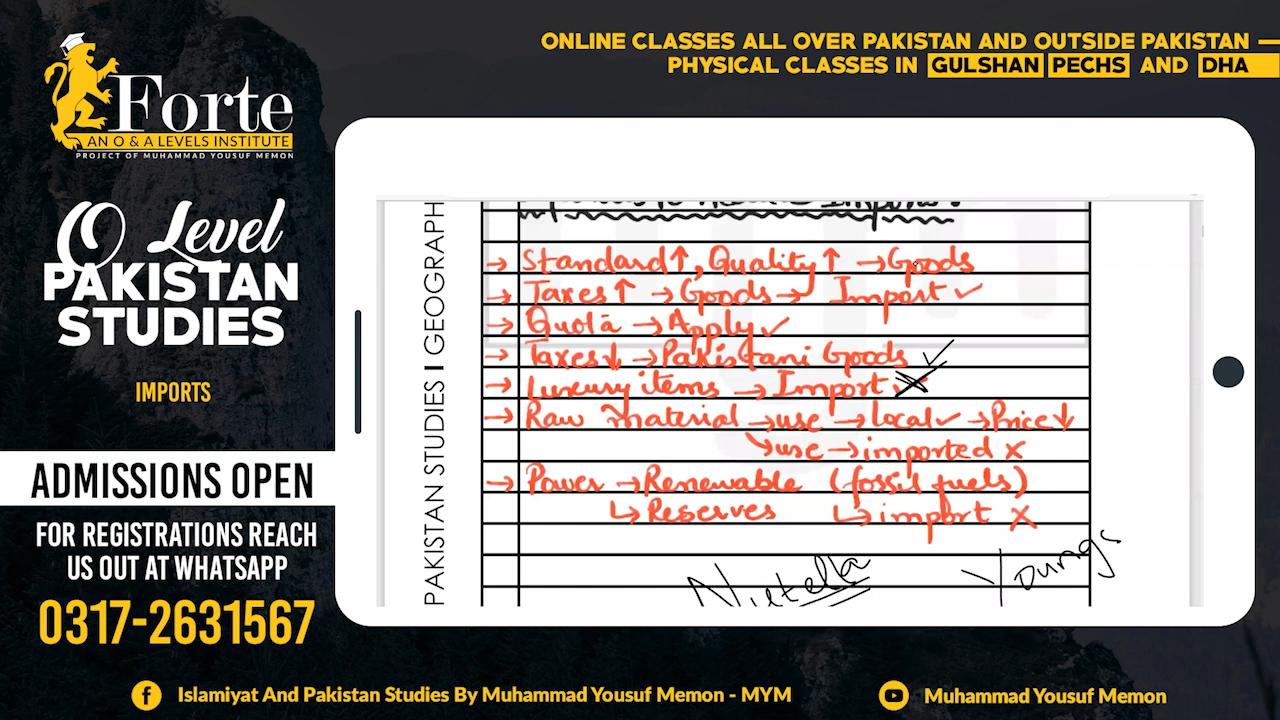 ONLINE CLASSES ALL OVER PAKISTAN AND OUTSIDE PAKISTAN —
PHYSICAL CLASSES IN GULSHAN PECHS AND DHA
Forte
AN O & A LEVELS INSTITUTE
PROJECT OF MUHAMMAD YOUSUF MEMON
O Level
PAKISTAN
STUDIES
IMPORTS
ADMISSIONS OPEN
FOR REGISTRATIONS REACH
US OUT AT WHATSAPP
0317-2631567
PAKISTAN STUDIES I GEOGRAPH
→ Standard↑, Quality↑ → Goods
→ Taxes↑ → Goods → Import ✓
→ Quota → Apply ✓
→ Taxes↓ → Pakistani Goods ✓
→ Luxury items → Import ✗
→ Raw material → use → local ✓ → Price↓
↘ use → imported ✗
→ Power → Renewable (fossil fuels)
↳ Reserves ↳ import ✗
Nutella Youngs
Islamiyat And Pakistan Studies By Muhammad Yousuf Memon - MYM
Muhammad Yousuf Memon